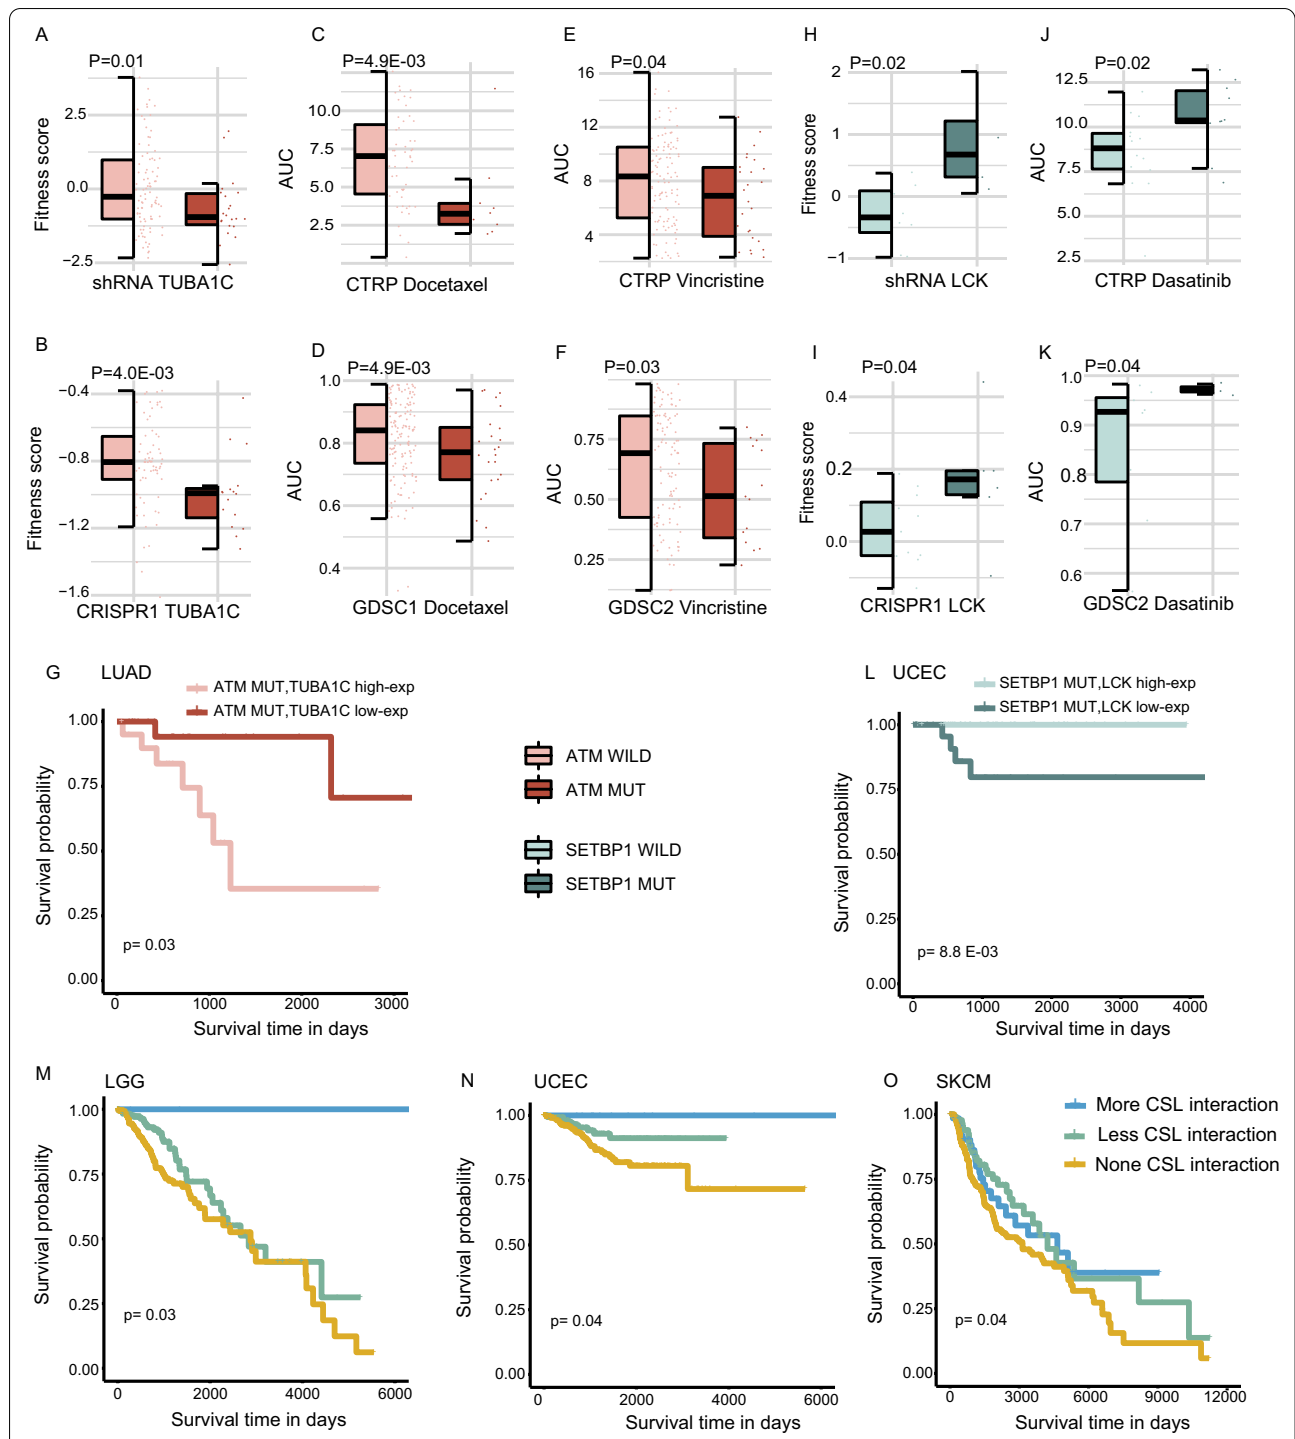 A
P=0.01
Fitness score
2.5
0.0
−2.5
shRNA TUBA1C
C
P=4.9E-03
AUC
10.0
7.5
5.0
2.5
CTRP Docetaxel
E
P=0.04
AUC
16
12
8
4
CTRP Vincristine
H
P=0.02
Fitness score
2
1
0
−1
shRNA LCK
J
P=0.02
AUC
12.5
10.0
7.5
5.0
2.5
CTRP Dasatinib
B
P=4.0E-03
Fitnenss score
−0.4
−0.8
−1.2
−1.6
CRISPR1 TUBA1C
D
P=4.9E-03
AUC
1.0
0.8
0.6
0.4
GDSC1 Docetaxel
F
P=0.03
AUC
0.75
0.50
0.25
GDSC2 Vincristine
I
P=0.04
Fitness score
0.4
0.2
0.0
CRISPR1 LCK
K
P=0.04
AUC
1.0
0.9
0.8
0.7
0.6
GDSC2 Dasatinib
G LUAD
ATM MUT,TUBA1C high-exp
ATM MUT,TUBA1C low-exp
Survival probability
1.00
0.75
0.50
0.25
0.00
p= 0.03
0 1000 2000 3000
Survival time in days
ATM WILD
ATM MUT
SETBP1 WILD
SETBP1 MUT
L UCEC
SETBP1 MUT,LCK high-exp
SETBP1 MUT,LCK low-exp
Survival probability
1.00
0.75
0.50
0.25
0.00
p= 8.8 E-03
0 1000 2000 3000 4000
Survival time in days
M LGG
Survival probability
1.00
0.75
0.50
0.25
0.00
p= 0.03
0 2000 4000 6000
Survival time in days
N UCEC
Survival probability
1.00
0.75
0.50
0.25
0.00
p= 0.04
0 2000 4000 6000
Survival time in days
O SKCM
More CSL interaction
Less CSL interaction
None CSL interaction
Survival probability
1.00
0.75
0.50
0.25
0.00
p= 0.04
0 3000 6000 9000 12000
Survival time in days